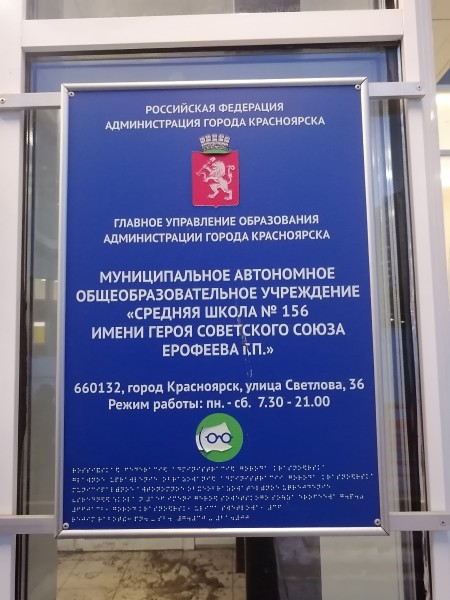 РОССИЙСКАЯ ФЕДЕРАЦИЯ
АДМИНИСТРАЦИЯ ГОРОДА КРАСНОЯРСКА
ГЛАВНОЕ УПРАВЛЕНИЕ ОБРАЗОВАНИЯ
АДМИНИСТРАЦИИ ГОРОДА КРАСНОЯРСКА
МУНИЦИПАЛЬНОЕ АВТОНОМНОЕ
ОБЩЕОБРАЗОВАТЕЛЬНОЕ УЧРЕЖДЕНИЕ
«СРЕДНЯЯ ШКОЛА № 156
ИМЕНИ ГЕРОЯ СОВЕТСКОГО СОЮЗА
ЕРОФЕЕВА Г.П.»
660132, город Красноярск, улица Светлова, 36
Режим работы: пн. - сб. 7.30 - 21.00